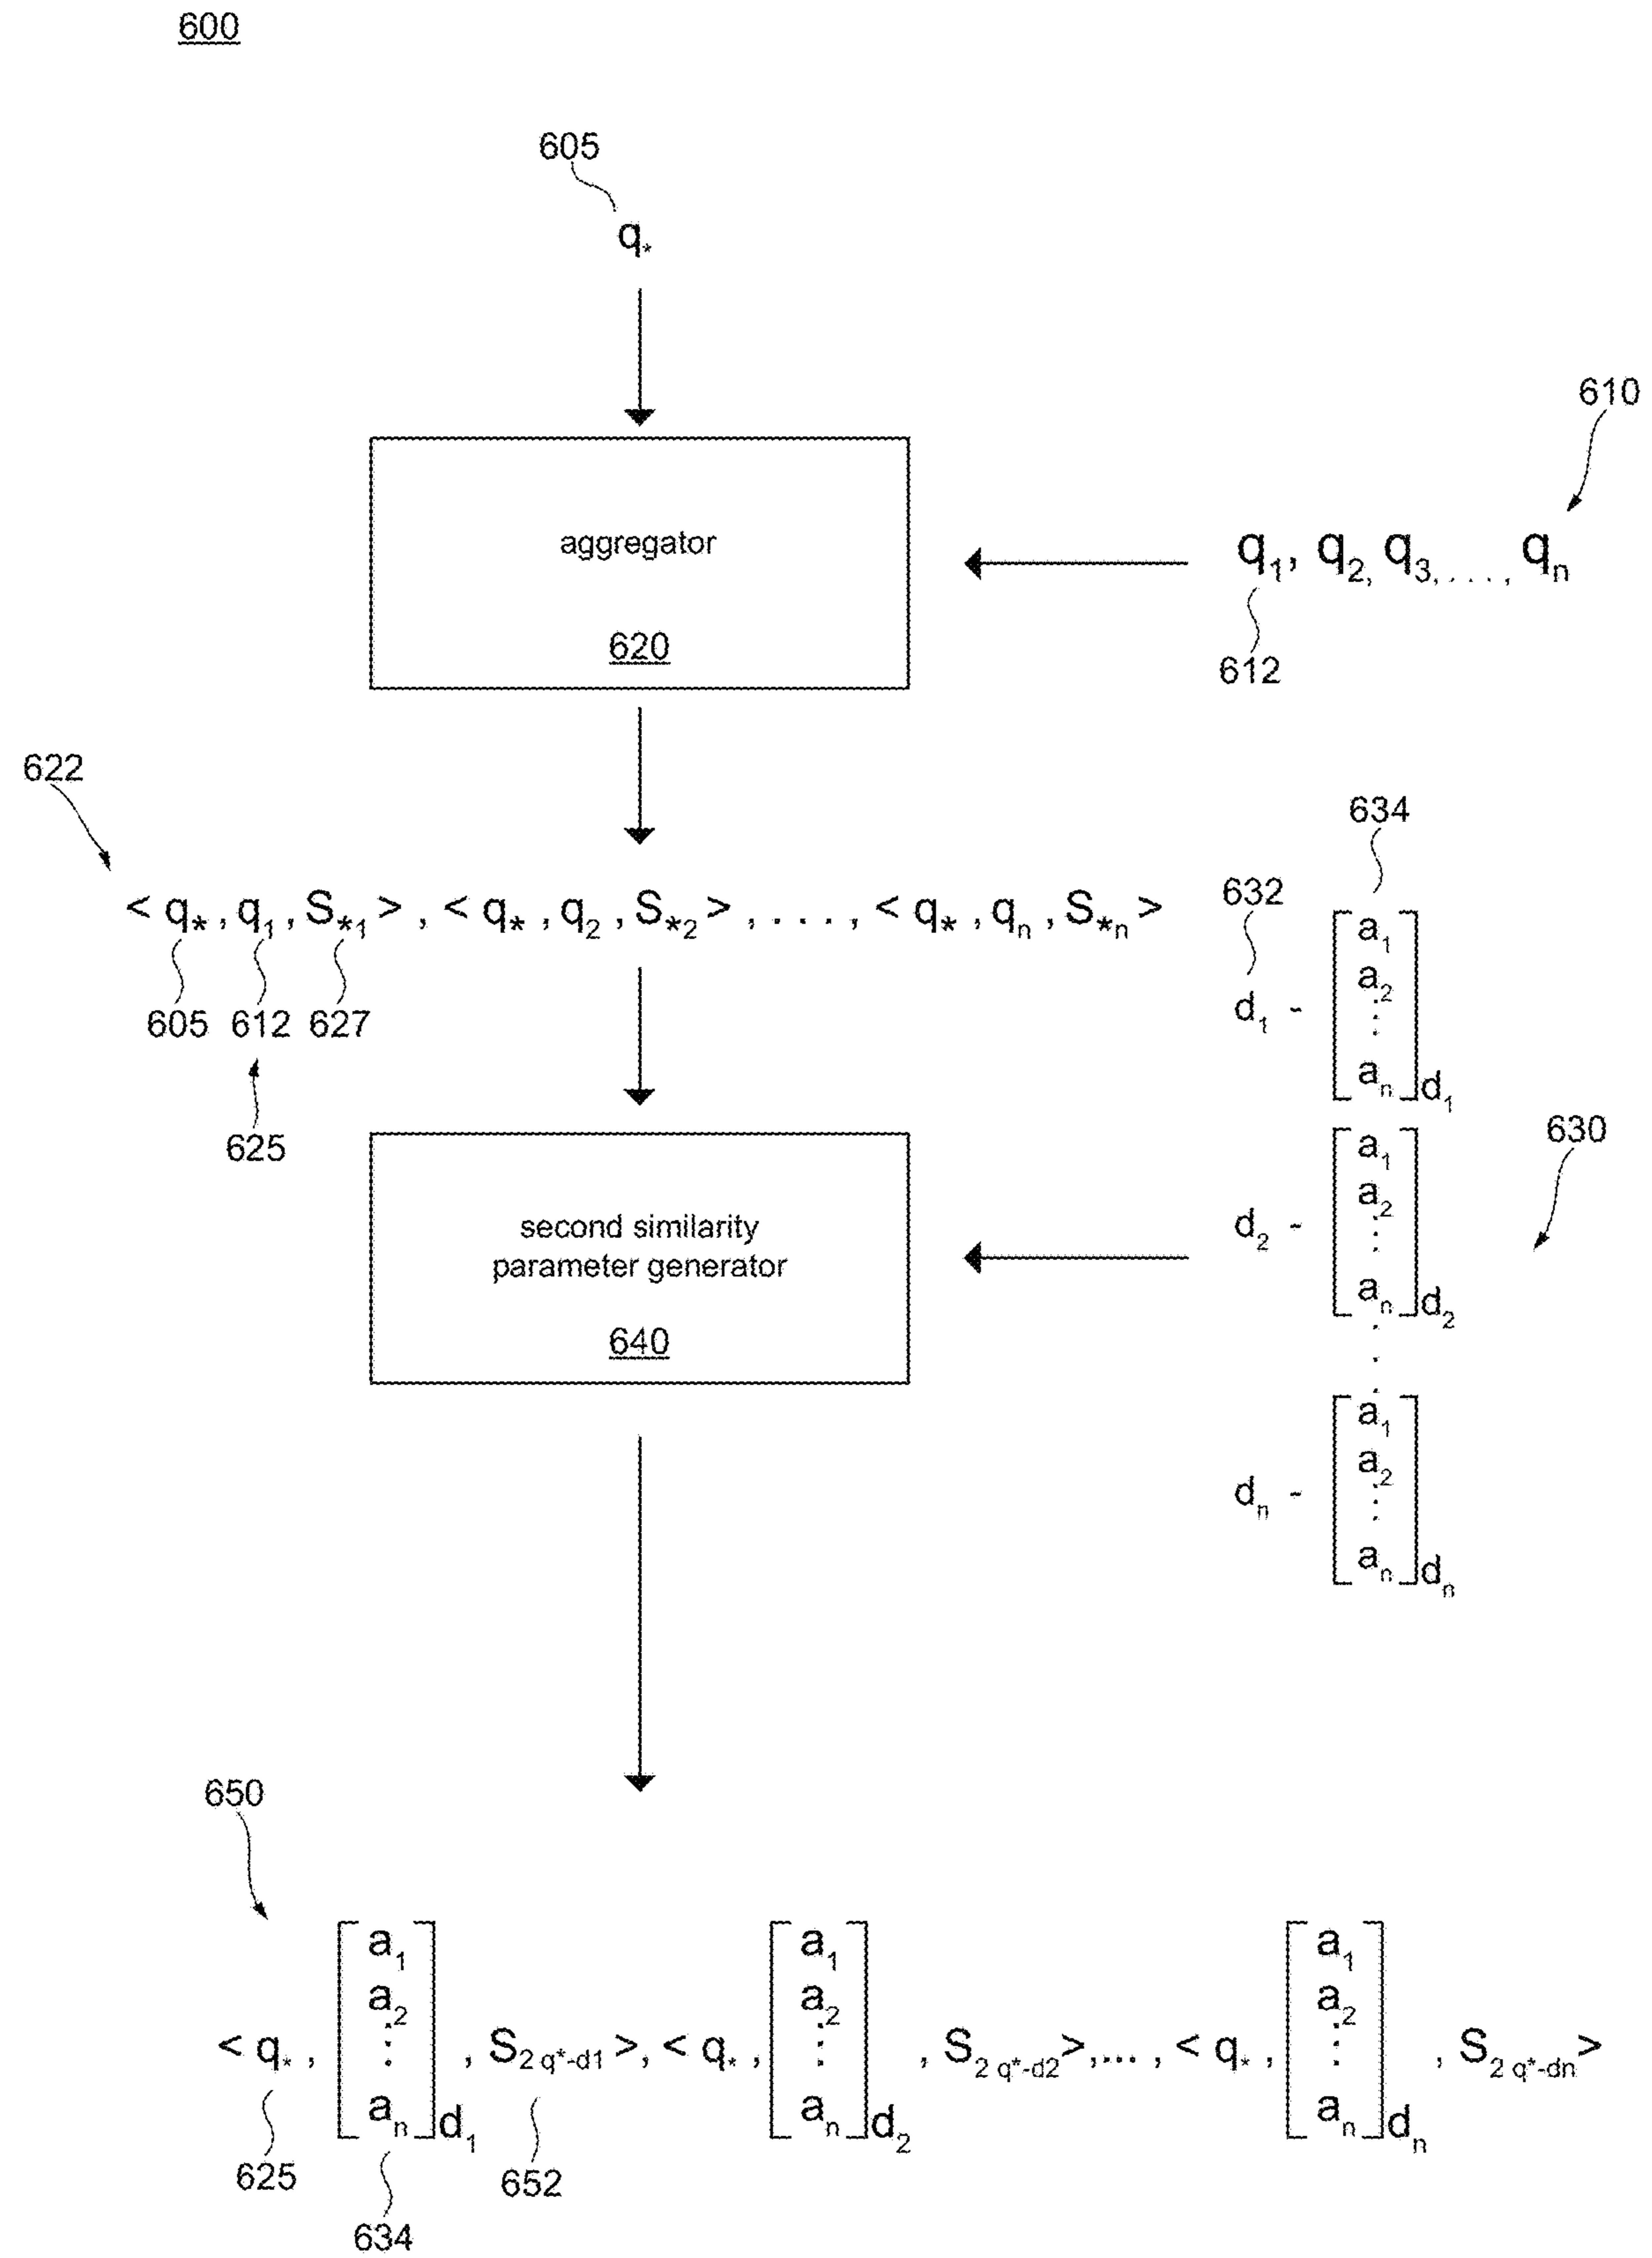 600
605
q*
610
aggregator
q1, q2, q3, . . . . , qn
620
612
622
634
< q* , q1 , S*1 > , < q* , q2 , S*2 > , . . . . , < q* , qn , S*n >
632
605 612 627
625
d1 - [ a1 a2 : an ] d1
630
d2 - [ a1 a2 : an ] d2
second similarity
parameter generator
640
.
.
.
dn - [ a1 a2 : an ] dn
650
< q* , [ a1 a2 : an ] d1 , S2 q*-d1 >, < q* , [ a1 a2 : an ] d2 , S2 q*-d2 >,... , < q* , [ a1 a2 : an ] dn , S2 q*-dn >
625
652
634